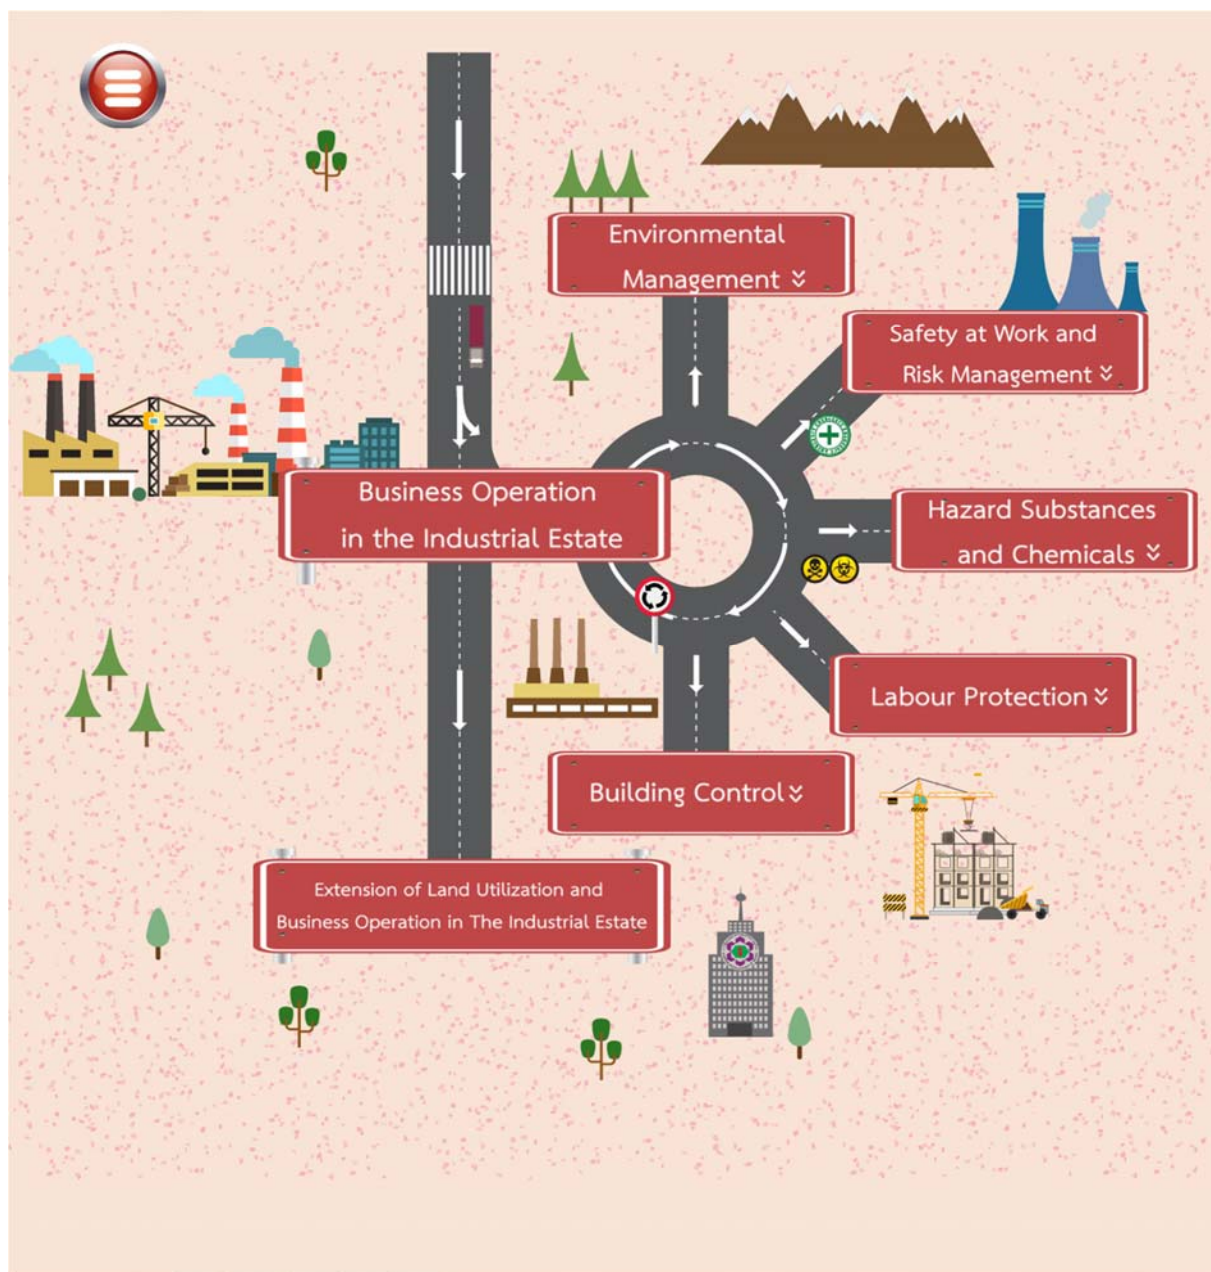 Environmental
Management
Safety at Work and
Risk Management
Business Operation
in the Industrial Estate
Hazard Substances
and Chemicals
Labour Protection
Building Control
Extension of Land Utilization and
Business Operation in The Industrial Estate